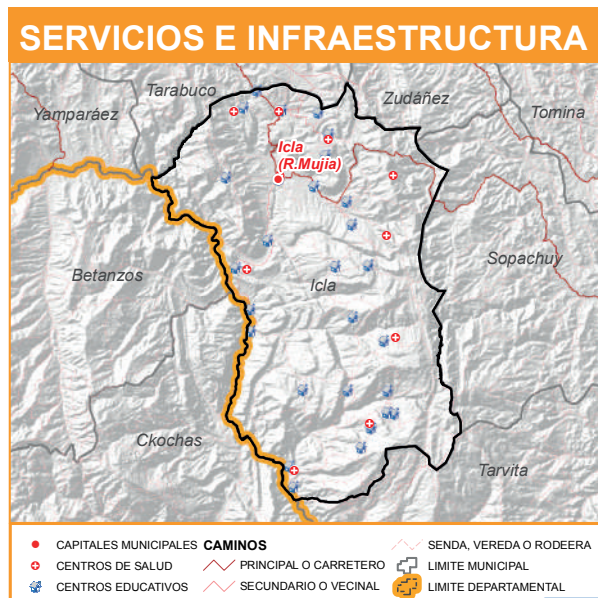 SERVICIOS E INFRAESTRUCTURA
Tarabuco
Zudáñez
Yamparáez
Tomina
Icla
(R.Mujia)
Sopachuy
Betanzos
Icla
Ckochas
Tarvita
CAPITALES MUNICIPALES
CENTROS DE SALUD
CENTROS EDUCATIVOS
CAMINOS
PRINCIPAL O CARRETERO
SECUNDARIO O VECINAL
SENDA, VEREDA O RODEERA
LIMITE MUNICIPAL
LIMITE DEPARTAMENTAL